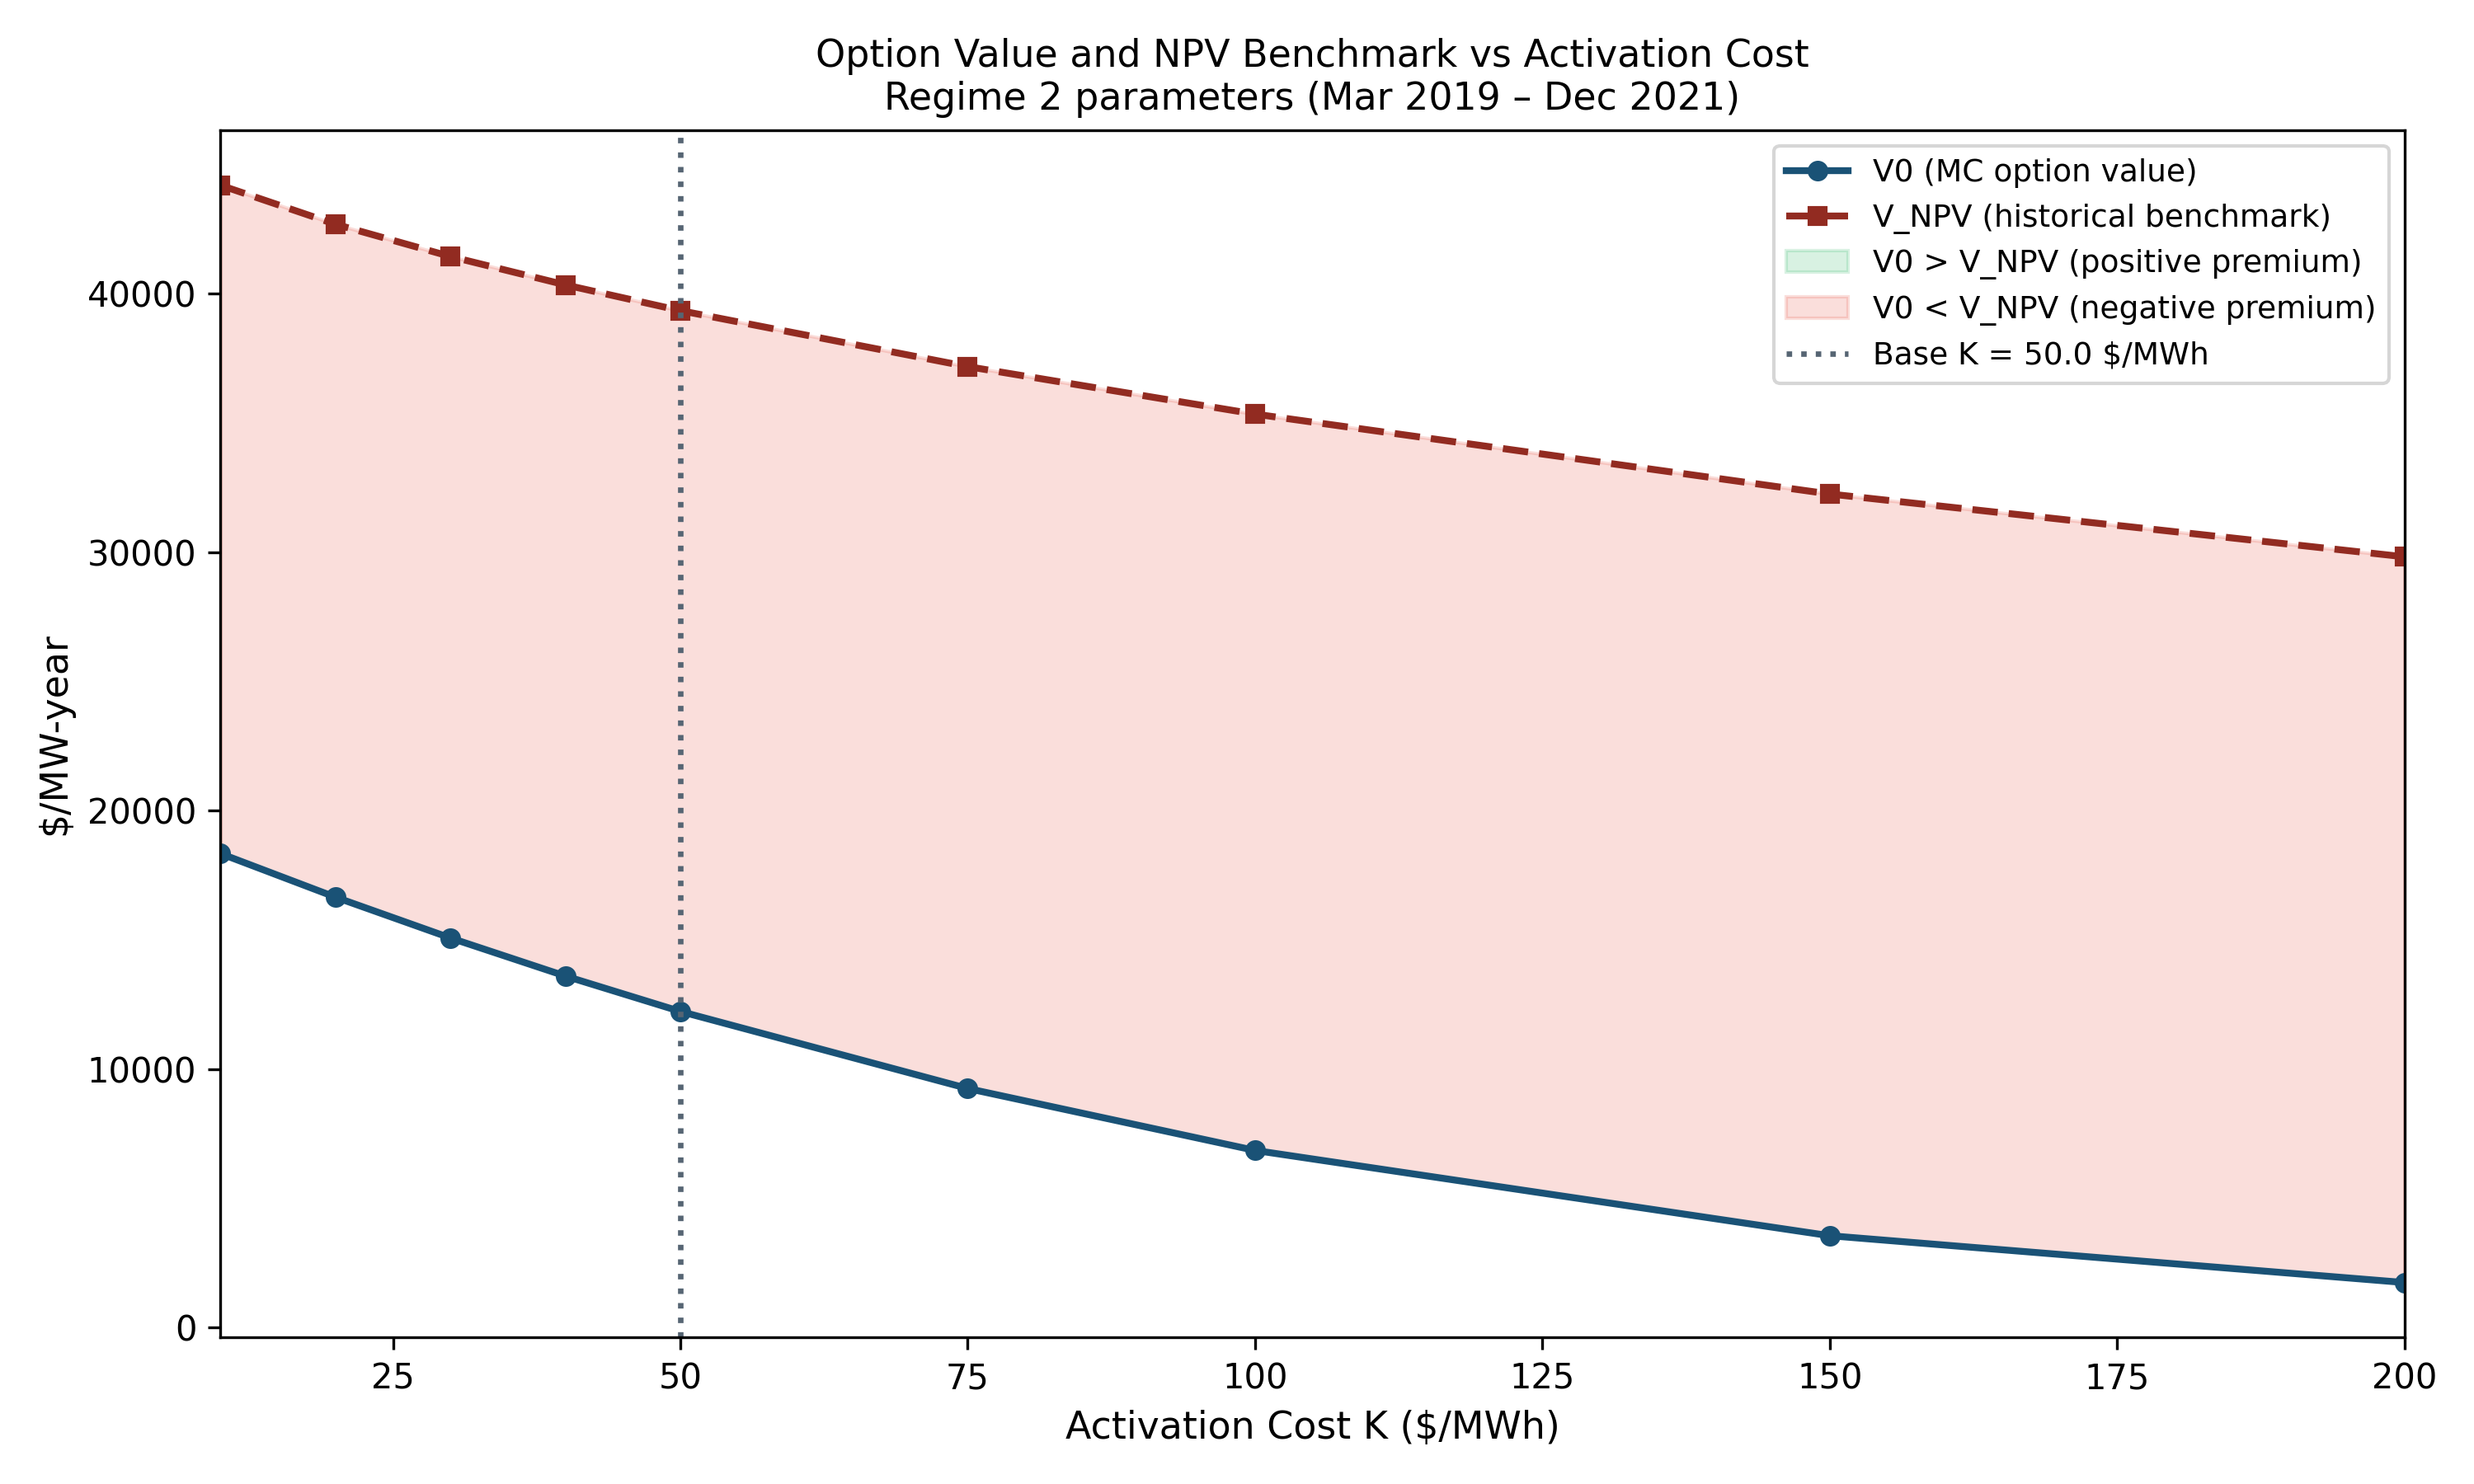 Option Value and NPV Benchmark vs Activation Cost
Regime 2 parameters (Mar 2019 – Dec 2021)
V0 (MC option value)
V_NPV (historical benchmark)
V0 > V_NPV (positive premium)
V0 < V_NPV (negative premium)
Base K = 50.0 $/MWh
$/MW-year
40000
30000
20000
10000
0
25 50 75 100 125 150 175 200
Activation Cost K ($/MWh)